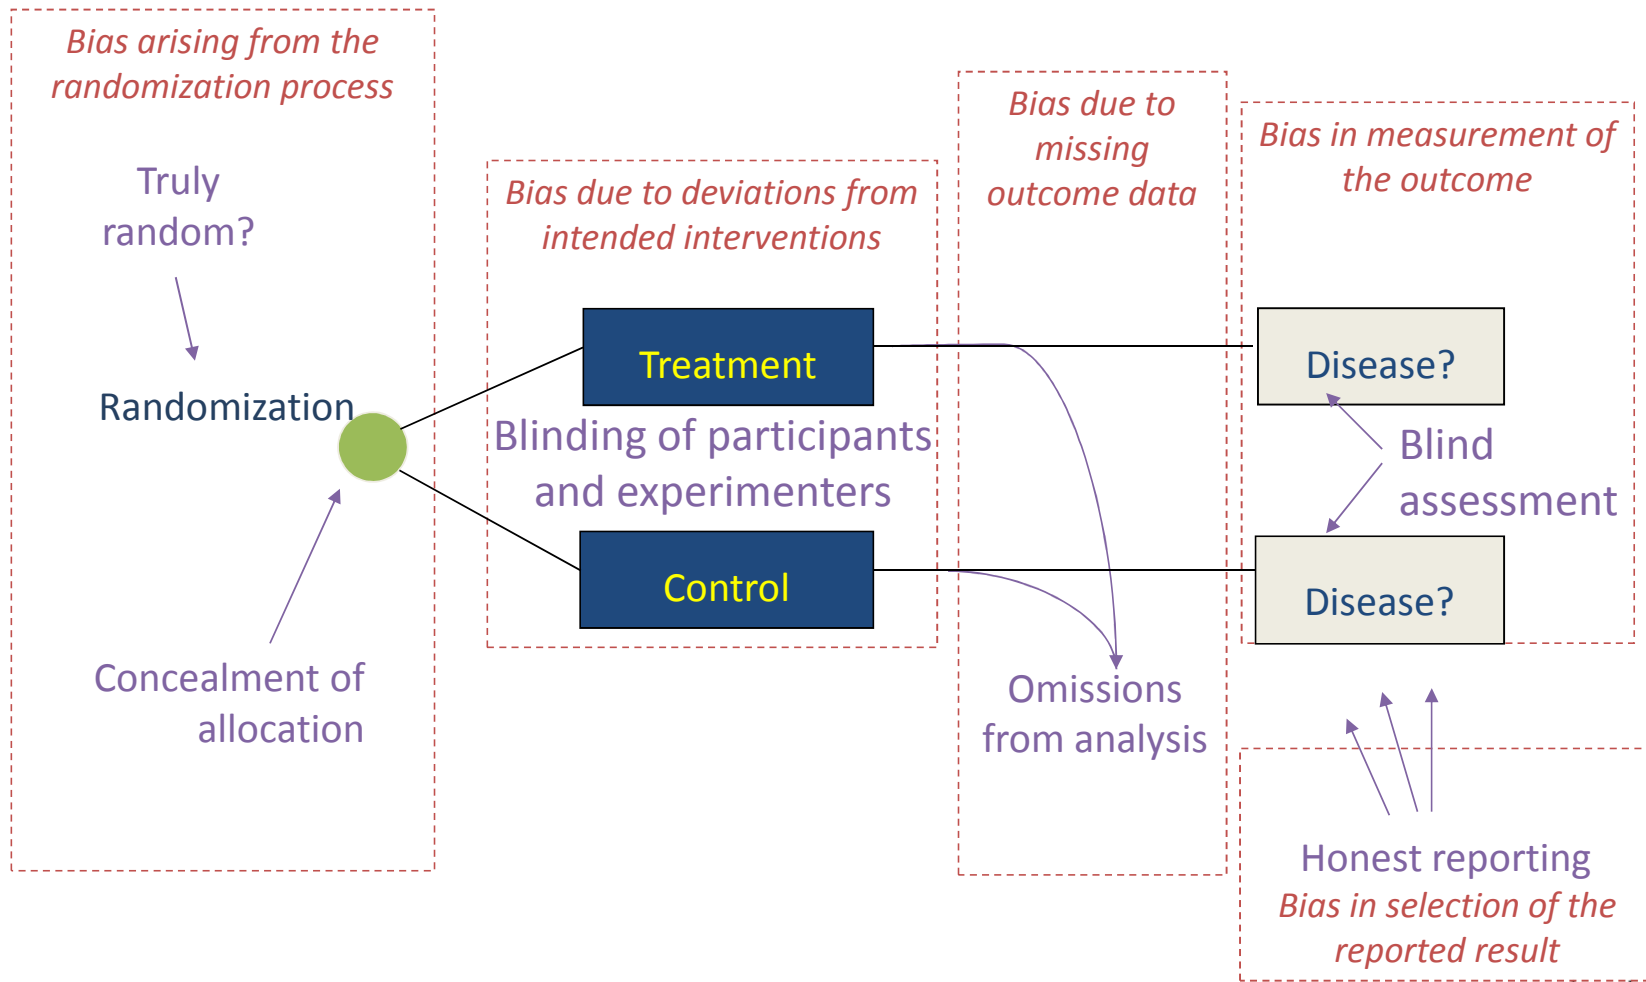 Bias arising from the
randomization process
Truly
random?
Randomization
Concealment of
allocation
Bias due to deviations from
intended interventions
Treatment
Blinding of participants
and experimenters
Control
Bias due to
missing
outcome data
Omissions
from analysis
Bias in measurement of
the outcome
Disease?
Blind
assessment
Disease?
Honest reporting
Bias in selection of the
reported result